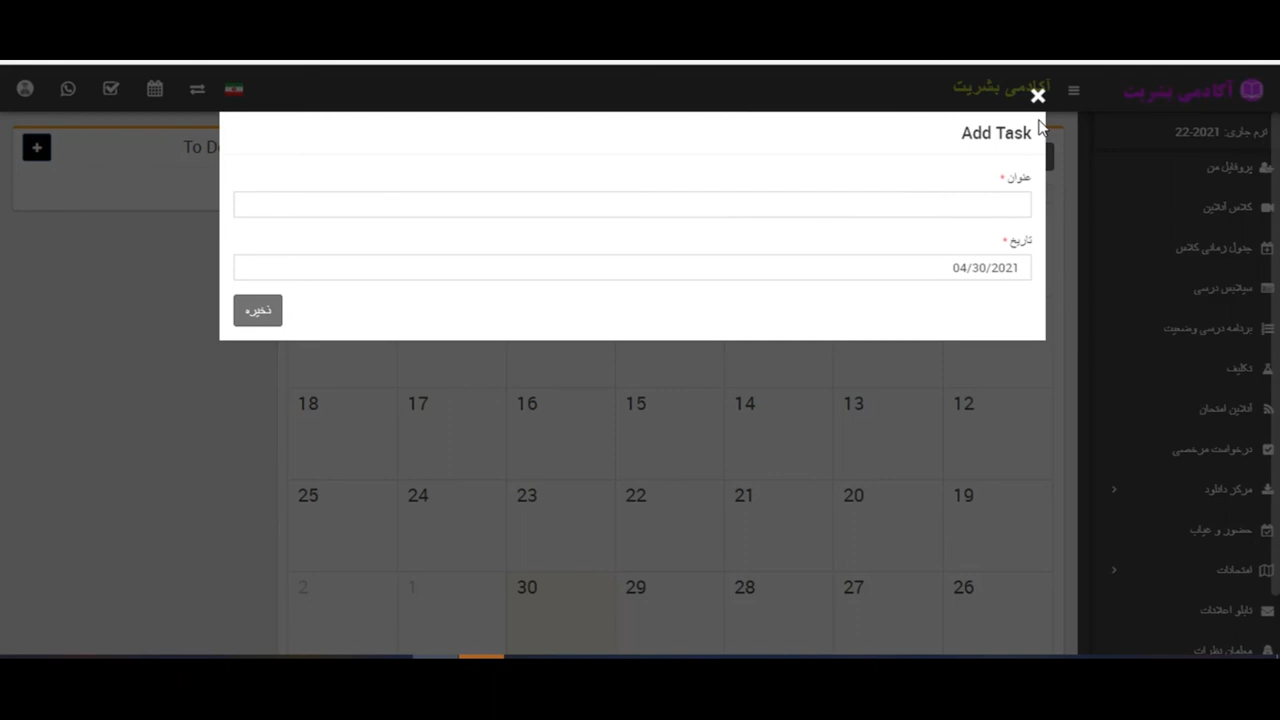 آکادمی بشریت
آکادمی بشریت
ترم جاری: 2021-22
پروفایل من
کلاس آنلاین
جدول زمانی کلاس
سیلابس درسی
برنامه درسی وضعیت
تکلیف
آنلاین امتحان
درخواست مرخصی
مرکز دانلود
حضور و غیاب
امتحانات
تابلو اعلانات
معلمان نظرات
To D
Add Task
عنوان *
تاریخ *
04/30/2021
ذخیره
12 13 14 15 16 17 18
19 20 21 22 23 24 25
26 27 28 29 30 1 2